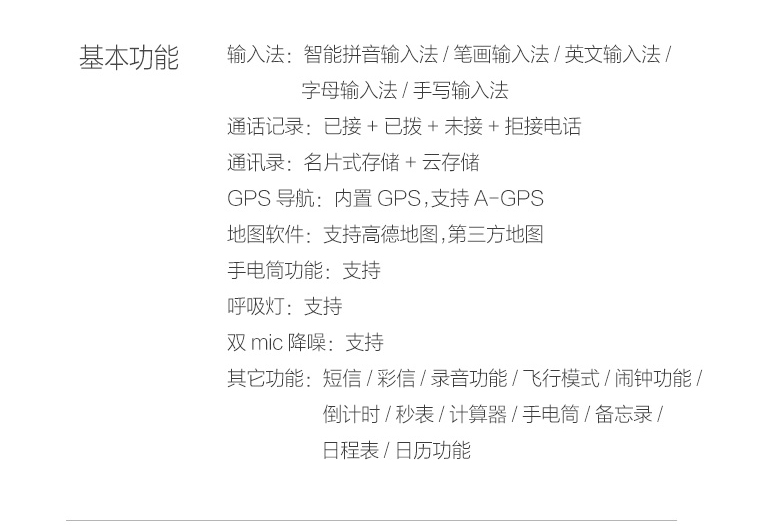 基本功能
输入法：智能拼音输入法 / 笔画输入法 / 英文输入法 /
字母输入法 / 手写输入法
通话记录：已接 + 已拨 + 未接 + 拒接电话
通讯录：名片式存储 + 云存储
GPS 导航：内置 GPS,支持 A-GPS
地图软件：支持高德地图,第三方地图
手电筒功能：支持
呼吸灯：支持
双 mic 降噪：支持
其它功能：短信 / 彩信 / 录音功能 / 飞行模式 / 闹钟功能 /
倒计时 / 秒表 / 计算器 / 手电筒 / 备忘录 /
日程表 / 日历功能